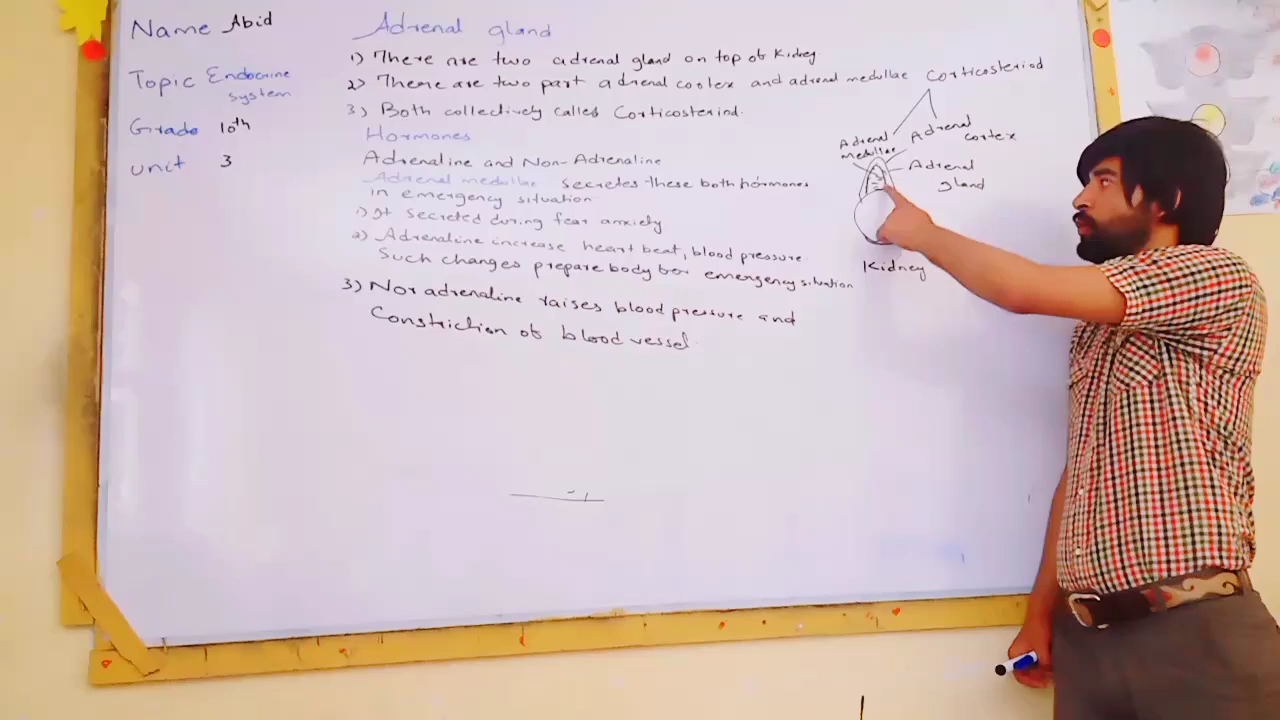 Name Abid
Topic Endocrine system
Grade 10th
unit 3
Adrenal gland
1) There are two adrenal gland on top of Kidney
2) There are two part adrenal coolex and adrenal medullae
3) Both collectively called Corticosteriod.
Hormones
Adrenaline and Non-Adrenaline
Adrenal medullae secretes these both hormones
in emergency situation
1) It secreted during fear anxiety
2) Adrenaline increase heart beat, blood pressure.
Such changes prepare body for emergency situation
3) Nor adrenaline raises blood pressure and
Constriction of blood vessel.
Corticosteriod
Adrenal medullae
Adrenal cortex
Adrenal gland
Kidney